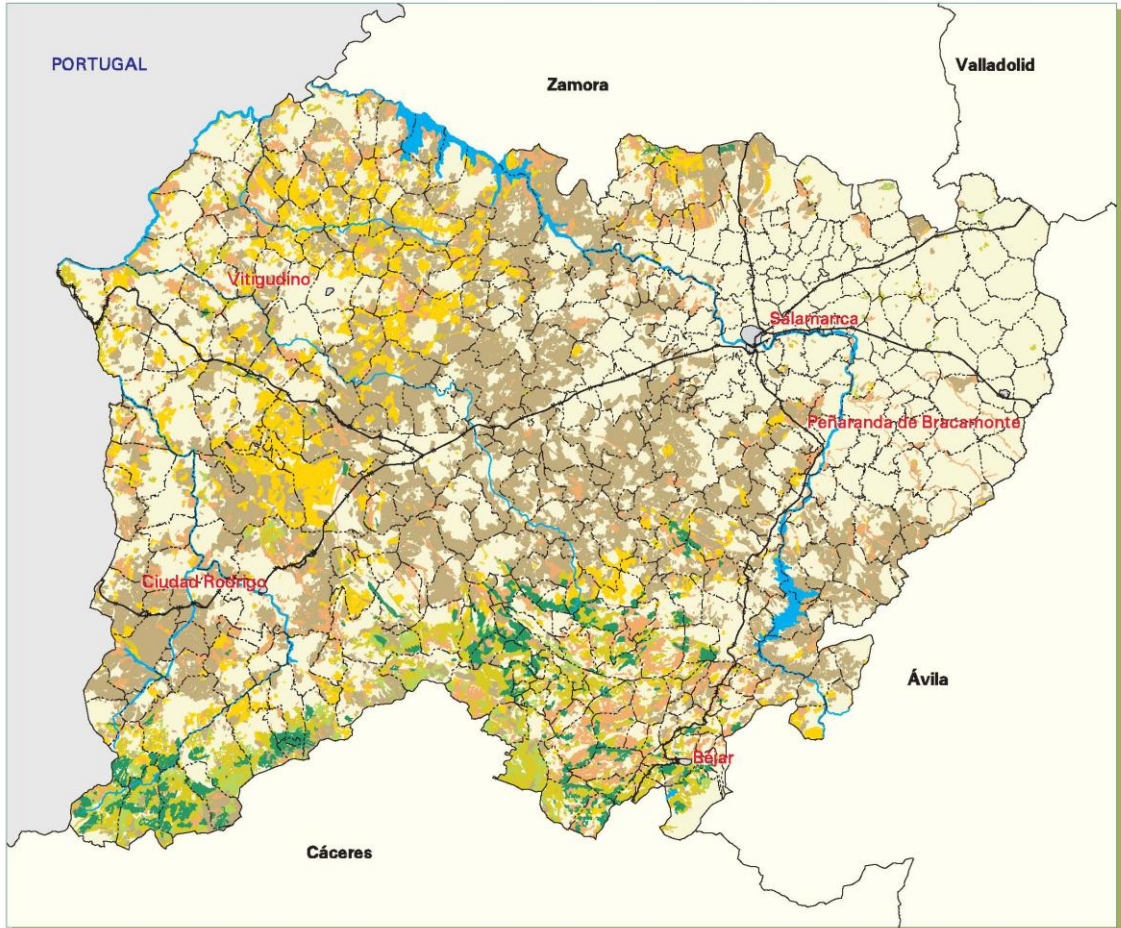 PORTUGAL
Zamora
Valladolid
Vitigudino
Salamanca
Peñaranda de Bracamonte
Ciudad Rodrigo
Ávila
Béjar
Cáceres